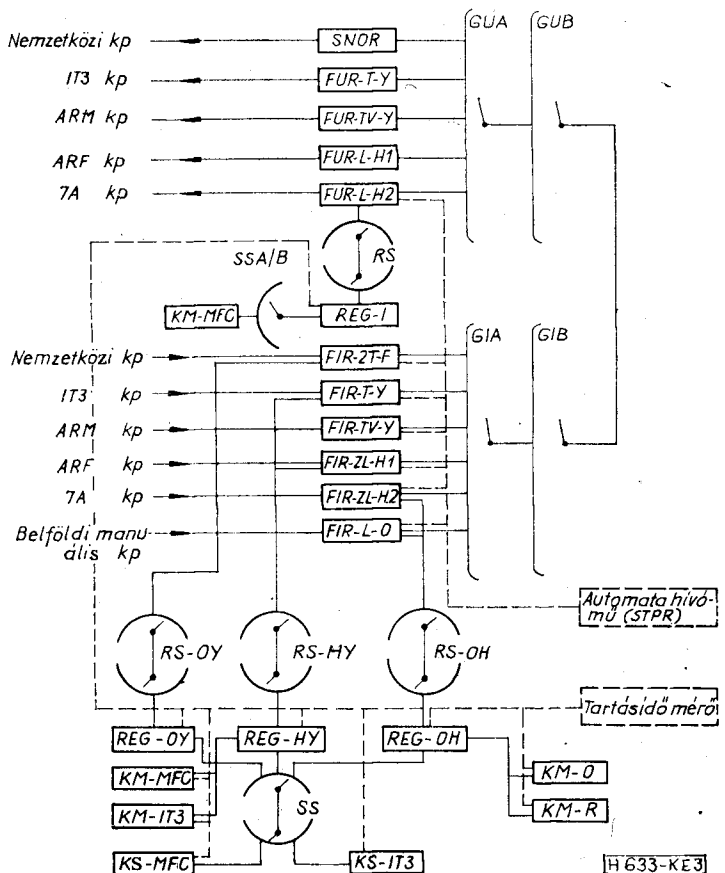 GUA GUB
Nemzetközi kp SNOR
IT3 kp FUR-T-Y
ARM kp FUR-TV-Y
ARF kp FUR-L-H1
7A kp FUR-L-H2
RS
SSA/B
KM-MFC REG-I
GIA GIB
Nemzetközi kp FIR-2T-F
IT3 kp FIR-T-Y
ARM kp FIR-TV-Y
ARF kp FIR-ZL-H1
7A kp FIR-ZL-H2
Belföldi manu-
ális kp FIR-L-O
Automata hívó-
mű (STPR)
RS-OY RS-HY RS-OH
Tartásidő mérő
REG-OY REG-HY REG-OH
KM-MFC
KM-O
KM-IT3 SS KM-R
KS-MFC KS-IT3
H 633-KE3